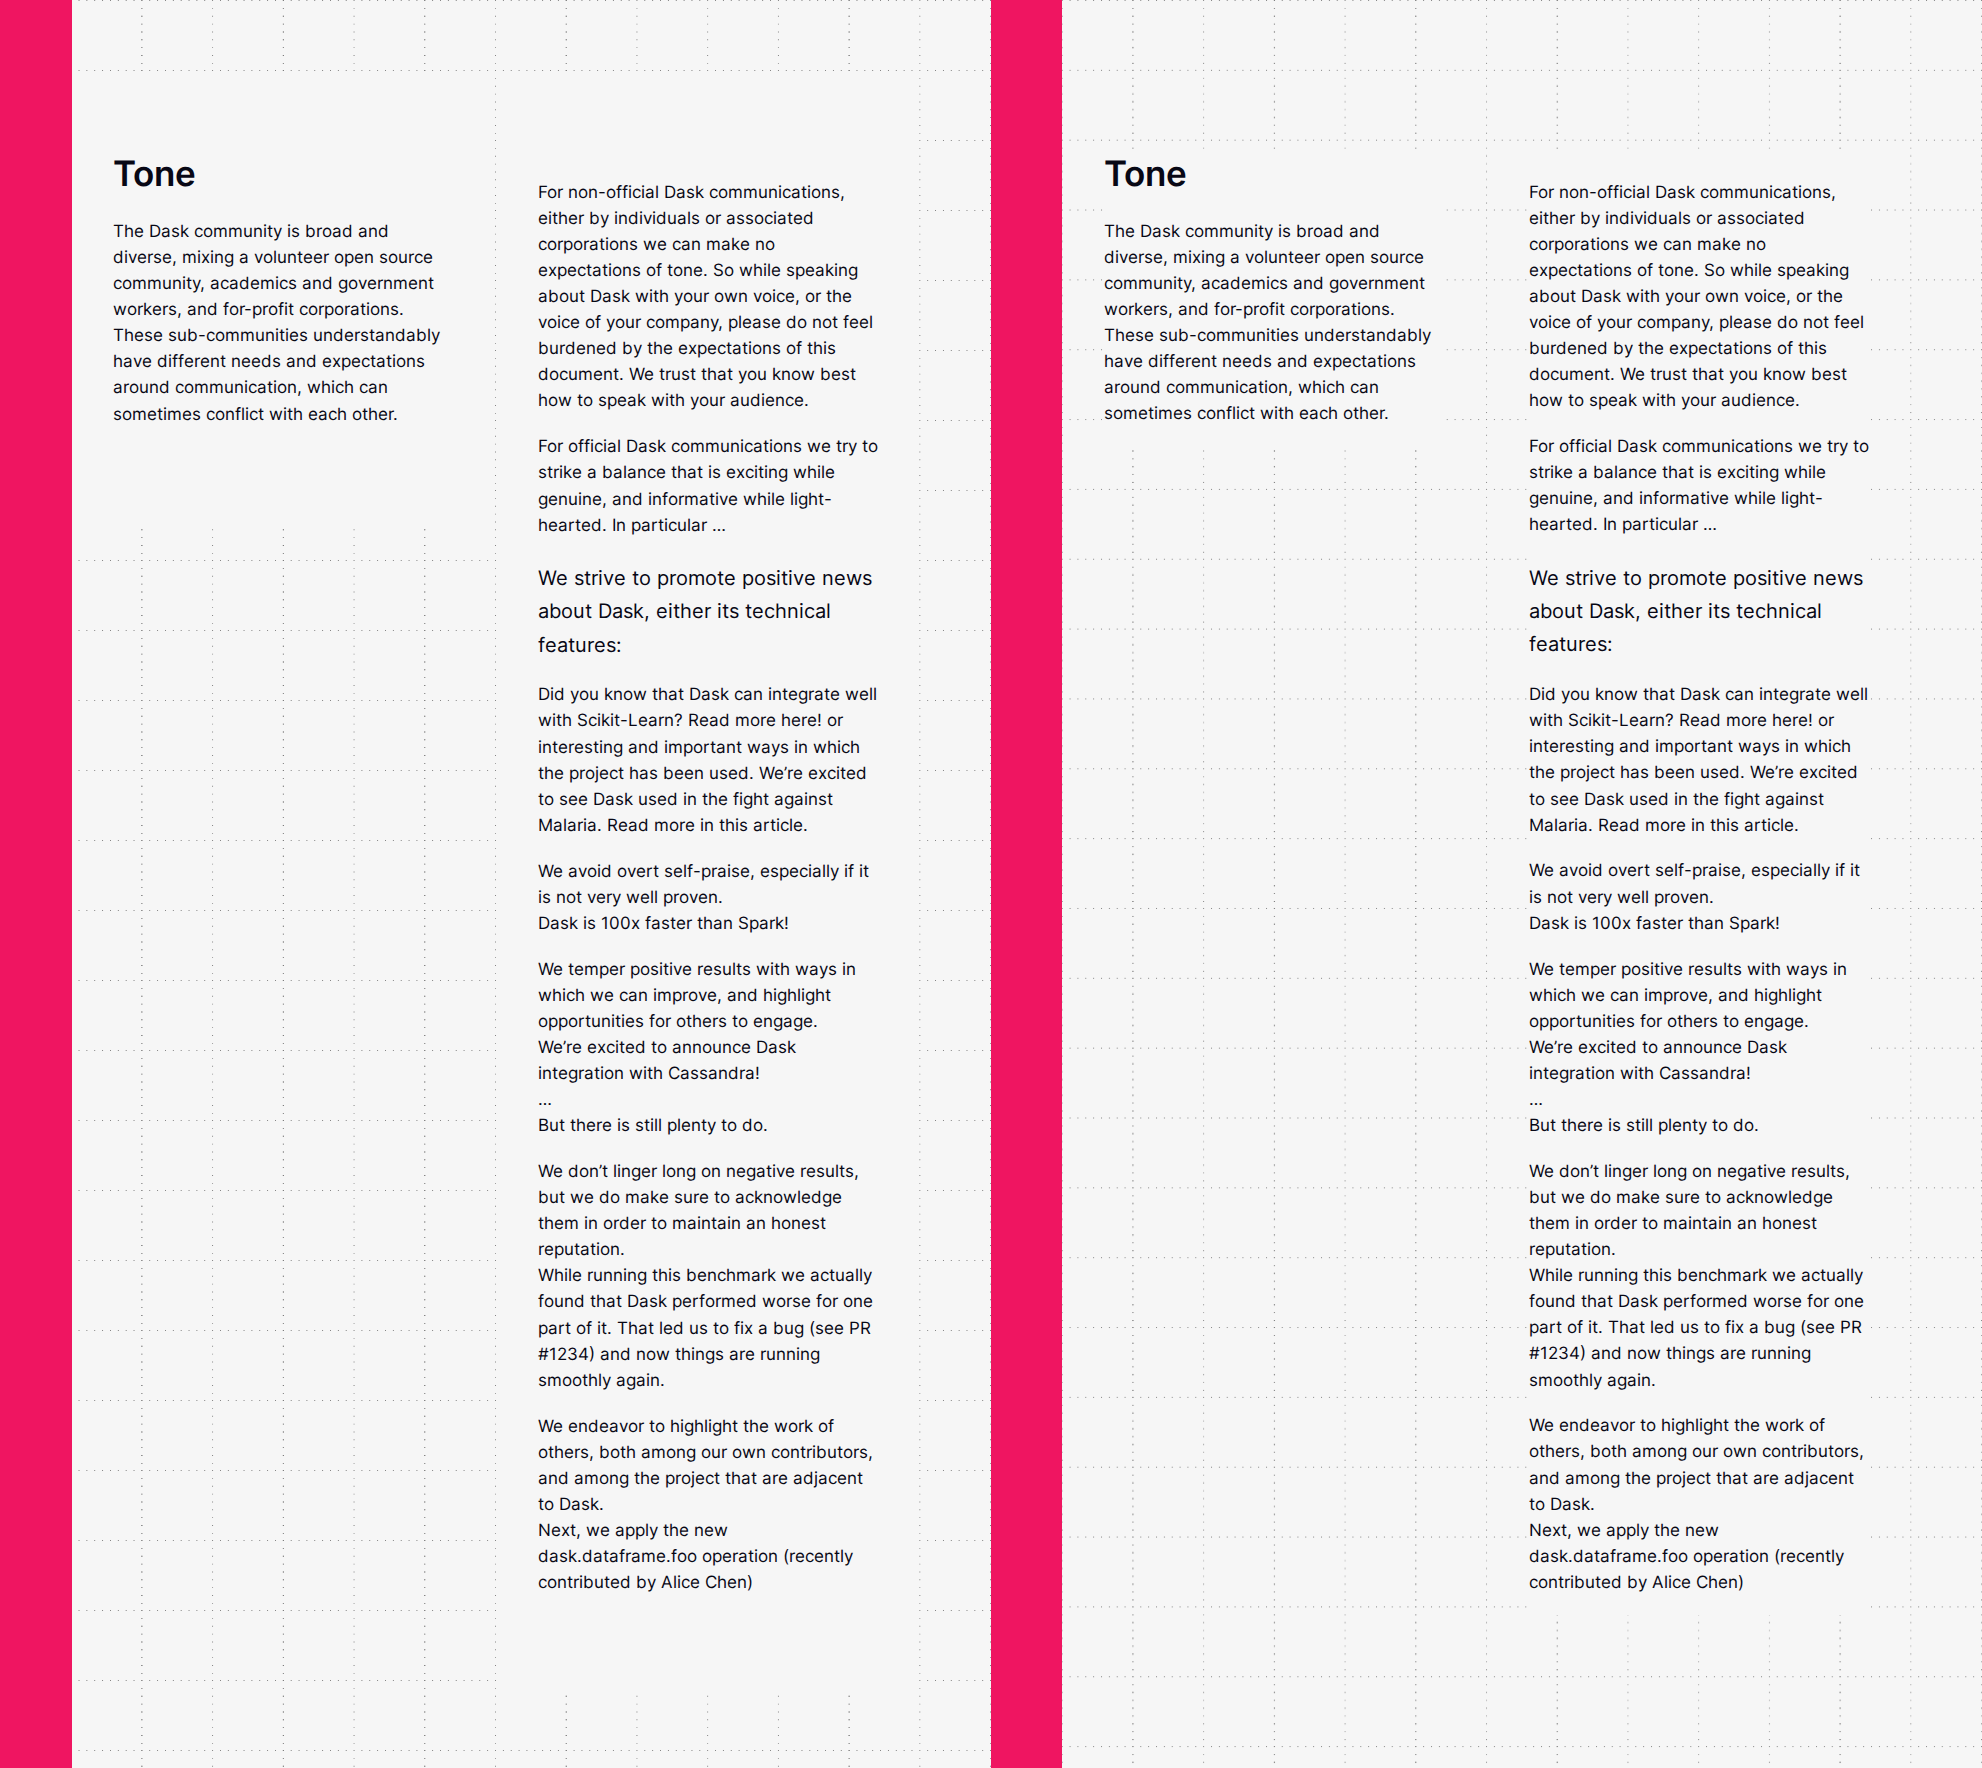 Tone
The Dask community is broad and
diverse, mixing a volunteer open source
community, academics and government
workers, and for-profit corporations.
These sub-communities understandably
have different needs and expectations
around communication, which can
sometimes conflict with each other.
For non-official Dask communications,
either by individuals or associated
corporations we can make no
expectations of tone. So while speaking
about Dask with your own voice, or the
voice of your company, please do not feel
burdened by the expectations of this
document. We trust that you know best
how to speak with your audience.
For official Dask communications we try to
strike a balance that is exciting while
genuine, and informative while light-
hearted. In particular ...
We strive to promote positive news
about Dask, either its technical
features:
Did you know that Dask can integrate well
with Scikit-Learn? Read more here! or
interesting and important ways in which
the project has been used. We’re excited
to see Dask used in the fight against
Malaria. Read more in this article.
We avoid overt self-praise, especially if it
is not very well proven.
Dask is 100x faster than Spark!
We temper positive results with ways in
which we can improve, and highlight
opportunities for others to engage.
We’re excited to announce Dask
integration with Cassandra!
...
But there is still plenty to do.
We don’t linger long on negative results,
but we do make sure to acknowledge
them in order to maintain an honest
reputation.
While running this benchmark we actually
found that Dask performed worse for one
part of it. That led us to fix a bug (see PR
#1234) and now things are running
smoothly again.
We endeavor to highlight the work of
others, both among our own contributors,
and among the project that are adjacent
to Dask.
Next, we apply the new
dask.dataframe.foo operation (recently
contributed by Alice Chen)
Tone
The Dask community is broad and
diverse, mixing a volunteer open source
community, academics and government
workers, and for-profit corporations.
These sub-communities understandably
have different needs and expectations
around communication, which can
sometimes conflict with each other.
For non-official Dask communications,
either by individuals or associated
corporations we can make no
expectations of tone. So while speaking
about Dask with your own voice, or the
voice of your company, please do not feel
burdened by the expectations of this
document. We trust that you know best
how to speak with your audience.
For official Dask communications we try to
strike a balance that is exciting while
genuine, and informative while light-
hearted. In particular ...
We strive to promote positive news
about Dask, either its technical
features:
Did you know that Dask can integrate well
with Scikit-Learn? Read more here! or
interesting and important ways in which
the project has been used. We’re excited
to see Dask used in the fight against
Malaria. Read more in this article.
We avoid overt self-praise, especially if it
is not very well proven.
Dask is 100x faster than Spark!
We temper positive results with ways in
which we can improve, and highlight
opportunities for others to engage.
We’re excited to announce Dask
integration with Cassandra!
...
But there is still plenty to do.
We don’t linger long on negative results,
but we do make sure to acknowledge
them in order to maintain an honest
reputation.
While running this benchmark we actually
found that Dask performed worse for one
part of it. That led us to fix a bug (see PR
#1234) and now things are running
smoothly again.
We endeavor to highlight the work of
others, both among our own contributors,
and among the project that are adjacent
to Dask.
Next, we apply the new
dask.dataframe.foo operation (recently
contributed by Alice Chen)